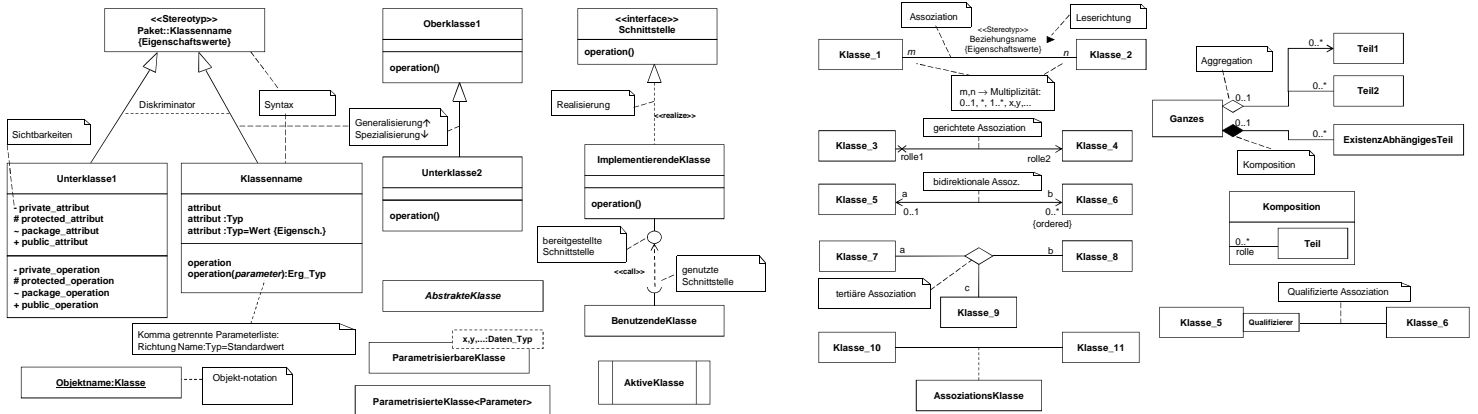 <<Stereotyp>>
Paket::Klassenname
{Eigenschaftswerte}
Diskriminator
Syntax
Sichtbarkeiten
Generalisierung↑
Spezialisierung↓
Unterklasse1
- private_attribut
# protected_attribut
~ package_attribut
+ public_attribut
- private_operation
# protected_operation
~ package_operation
+ public_operation
Klassenname
attribut
attribut :Typ
attribut :Typ=Wert {Eigensch.}
operation
operation(parameter):Erg_Typ
Komma getrennte Parameterliste:
Richtung Name:Typ=Standardwert
Objektname:Klasse
Objekt-notation
Oberklasse1
operation()
Unterklasse2
operation()
AbstrakteKlasse
x,y,...:Daten_Typ
ParametrisierbareKlasse
ParametrisierteKlasse<Parameter>
<<interface>>
Schnittstelle
operation()
Realisierung
<<realize>>
ImplementierendeKlasse
operation()
bereitgestellte
Schnittstelle
<<call>>
genutzte
Schnittstelle
BenutzendeKlasse
AktiveKlasse
Assoziation
<<Stereotyp>>
Beziehungsname
{Eigenschaftswerte}
Leserichtung
Klasse_1
m
n
Klasse_2
m,n → Multiplizität:
0..1, *, 1..*, x,y,...
gerichtete Assoziation
Klasse_3
rolle1
rolle2
Klasse_4
bidirektionale Assoz.
Klasse_5
a
0..1
b
0..*
{ordered}
Klasse_6
Klasse_7
a
b
Klasse_8
tertiäre Assoziation
c
Klasse_9
Klasse_10
Klasse_11
AssoziationsKlasse
Aggregation
0..*
Teil1
0..*
Teil2
0..1
Ganzes
0..1
0..*
ExistenzAbhängigesTeil
Komposition
Komposition
0..*
rolle
Teil
Qualifizierte Assoziation
Klasse_5
Qualifizierer
Klasse_6